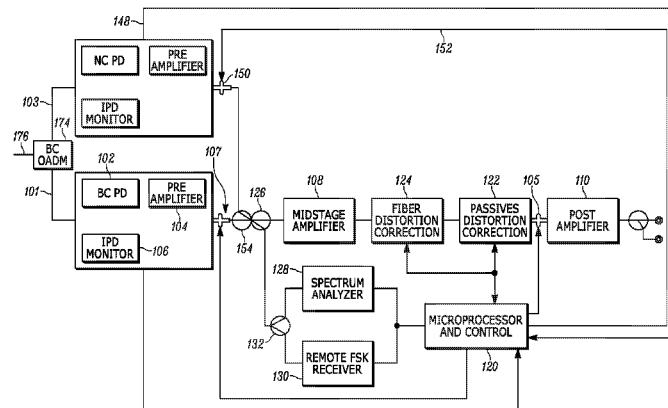 148
NC PD
PRE
AMPLIFIER
152
150
103
IPD
MONITOR
174
176
BC
OADM
102
107
101
BC PD
PRE
AMPLIFIER
104
IPD
MONITOR
106
154
126
108
MIDSTAGE
AMPLIFIER
124
FIBER
DISTORTION
CORRECTION
122
PASSIVES
DISTORTION
CORRECTION
105
110
POST
AMPLIFIER
128
SPECTRUM
ANALYZER
132
REMOTE FSK
RECEIVER
130
MICROPROCESSOR
AND CONTROL
120